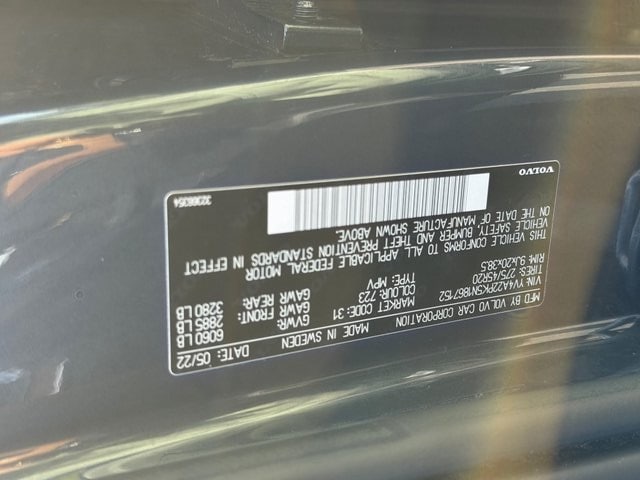 MFD BY. VOLVO CAR CORPORATION
MADE IN SWEDEN
DATE: 05/22
VIN: YV4A22PK5N1867152
MARKET CODE: 31
GVWR: 6060 LB
TIRES: 275/45R20
COLOUR: 723
GAWR FRONT: 2885 LB
RIM: 9Jx20x38.5
TYPE: MPV
GAWR REAR: 3280 LB
THIS VEHICLE CONFORMS TO ALL APPLICABLE FEDERAL MOTOR
VEHICLE SAFETY, BUMPER AND THEFT PREVENTION STANDARDS IN EFFECT
ON THE DATE OF MANUFACTURE SHOWN ABOVE.
VOLVO